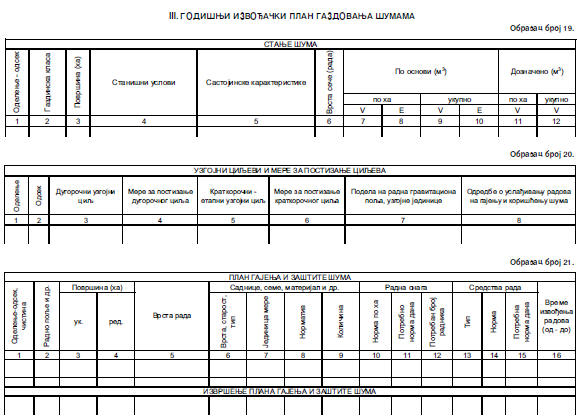 III. ГОДИШЊИ ИЗВОЂАЧКИ ПЛАН ГАЗДОВАЊА ШУМАМА
Образац број 19.
СТАЊЕ ШУМА
Одељење - одсек
Газдинска класа
Површина (ха)
Станишни услови
Састојинске карактеристике
Врста сече (рада)
По основи (м³)
Дозначено (м³)
по ха
укупно
по ха
укупно
V E V E V V
1 2 3 4 5 6 7 8 9 10 11 12
Образац број 20.
УЗГОЈНИ ЦИЉЕВИ И МЕРЕ ЗА ПОСТИЗАЊЕ ЦИЉЕВА
Одељење
Одсек
Дугорочни узгојни циљ
Мере за постизање дугорочног циља
Краткорочни - етапни узгојни циљ
Мере за постизање краткорочног циља
Подела на радна гравитациона поља, узгојне јединице
Одредбе о усглађивању радова на гајењу и коришћењу шума
1 2 3 4 5 6 7 8
Образац број 21.
ПЛАН ГАЈЕЊА И ЗАШТИТЕ ШУМА
Одељење-одсек, чистина
Радно поље и др.
Површина (ха)
ук.
ред.
Врста рада
Саднице, семе, материјал и др.
Врста, старост, тип
Јединица мере
Норматив
Количина
Радна снага
Норма по ха
Потребно норма дана
Потребан број радника
Средства рада
Тип
Норма
Потребно норма дана
Време извођења радова (од - до)
1 2 3 4 5 6 7 8 9 10 11 12 13 14 15 16
ИЗВРШЕЊЕ ПЛАНА ГАЈЕЊА И ЗАШТИТЕ ШУМА